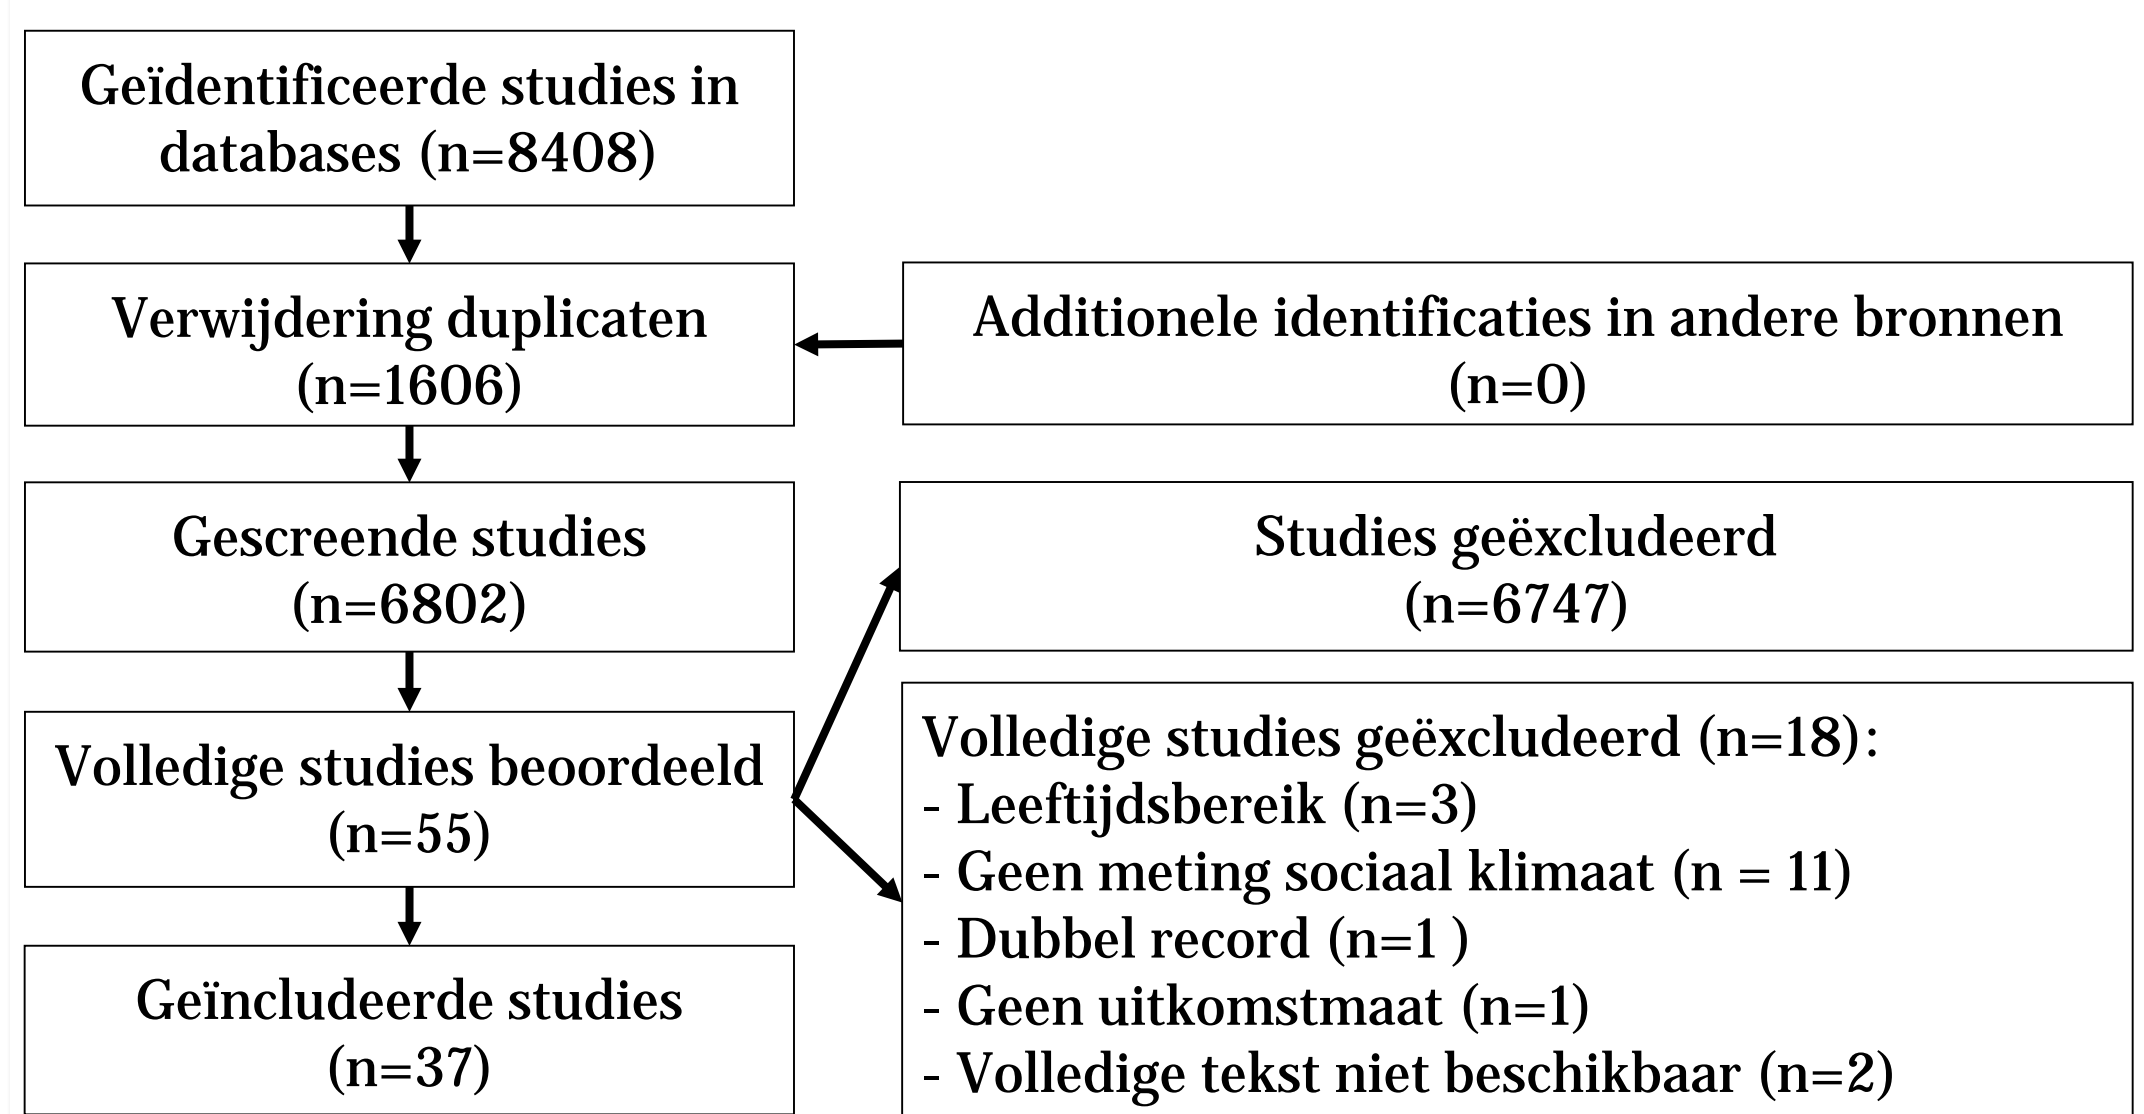 Geïdentificeerde studies in
databases (n=8408)
Verwijdering duplicaten
(n=1606)
Additionele identificaties in andere bronnen
(n=0)
Gescreende studies
(n=6802)
Studies geëxcludeerd
(n=6747)
Volledige studies beoordeeld
(n=55)
Volledige studies geëxcludeerd (n=18):
- Leeftijdsbereik (n=3)
- Geen meting sociaal klimaat (n = 11)
- Dubbel record (n=1 )
- Geen uitkomstmaat (n=1)
- Volledige tekst niet beschikbaar (n=2)
Geïncludeerde studies
(n=37)